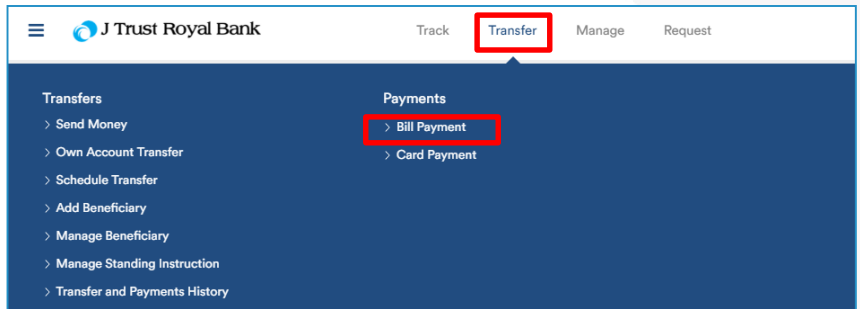 J Trust Royal Bank
Track Transfer Manage Request
Transfers
> Send Money
> Own Account Transfer
> Schedule Transfer
> Add Beneficiary
> Manage Beneficiary
> Manage Standing Instruction
> Transfer and Payments History
Payments
> Bill Payment
> Card Payment